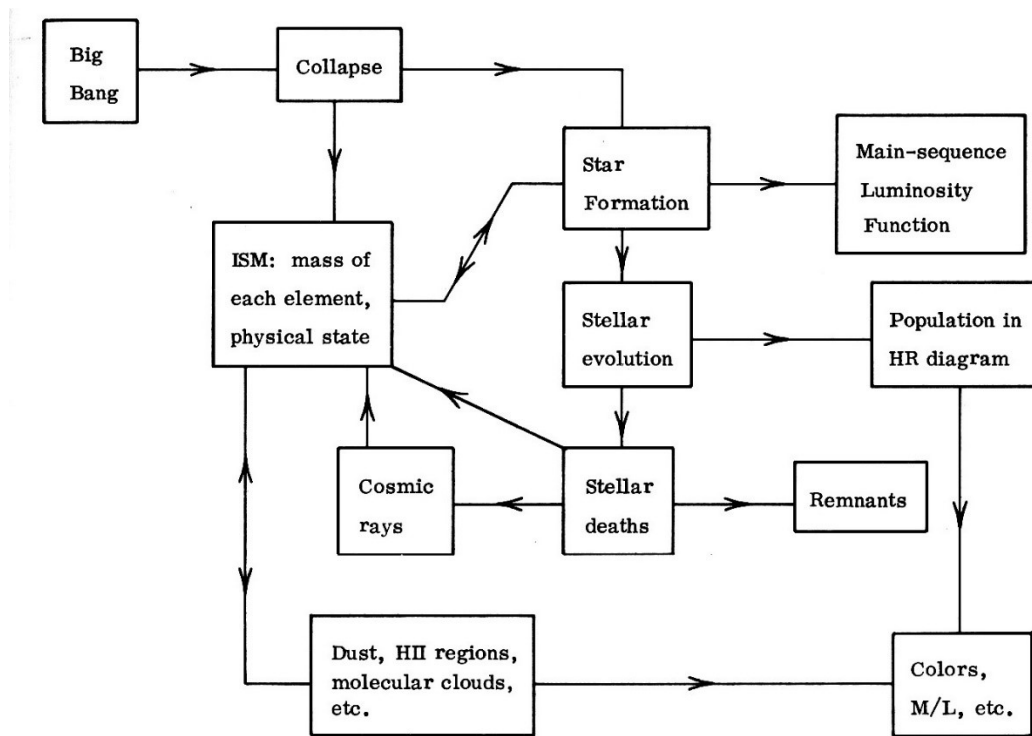 Big
Bang
Collapse
Star
Formation
Main-sequence
Luminosity
Function
ISM: mass of
each element,
physical state
Stellar
evolution
Population in
HR diagram
Cosmic
rays
Stellar
deaths
Remnants
Dust, HII regions,
molecular clouds,
etc.
Colors,
M/L, etc.